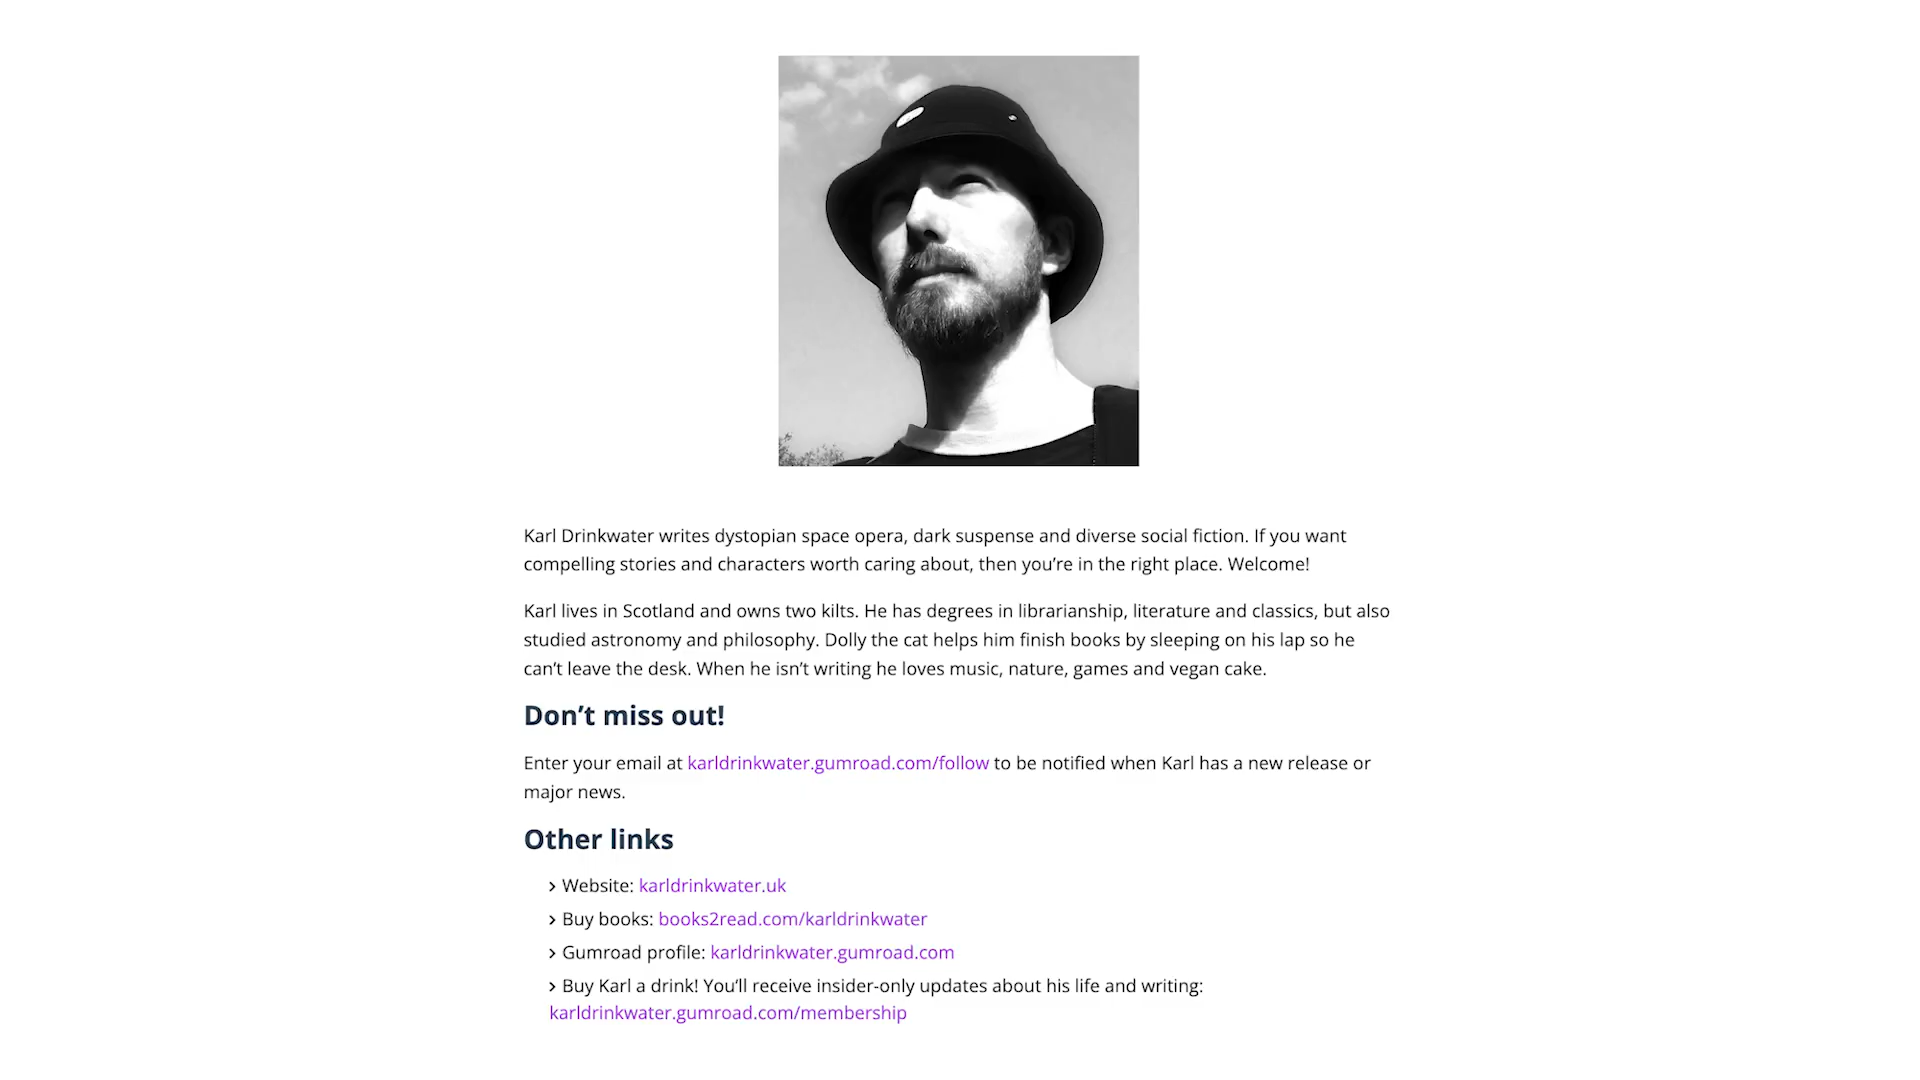 Karl Drinkwater writes dystopian space opera, dark suspense and diverse social fiction. If you want
compelling stories and characters worth caring about, then you’re in the right place. Welcome!
Karl lives in Scotland and owns two kilts. He has degrees in librarianship, literature and classics, but also
studied astronomy and philosophy. Dolly the cat helps him finish books by sleeping on his lap so he
can’t leave the desk. When he isn’t writing he loves music, nature, games and vegan cake.
Don’t miss out!
Enter your email at karldrinkwater.gumroad.com/follow to be notified when Karl has a new release or
major news.
Other links
› Website: karldrinkwater.uk
› Buy books: books2read.com/karldrinkwater
› Gumroad profile: karldrinkwater.gumroad.com
› Buy Karl a drink! You’ll receive insider-only updates about his life and writing:
karldrinkwater.gumroad.com/membership